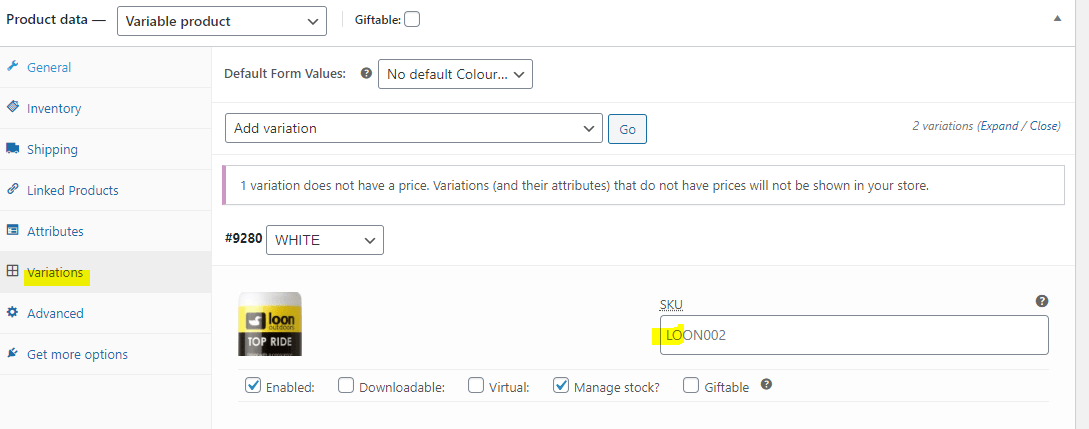 Product data — Variable product Giftable:
General
Inventory
Shipping
Linked Products
Attributes
Variations
Advanced
Get more options
Default Form Values: ? No default Colour...
Add variation Go 2 variations (Expand / Close)
1 variation does not have a price. Variations (and their attributes) that do not have prices will not be shown in your store.
#9280 WHITE
loon
outdoors
TOP RIDE
SKU ?
LOON002
Enabled: Downloadable: Virtual: Manage stock? Giftable ?